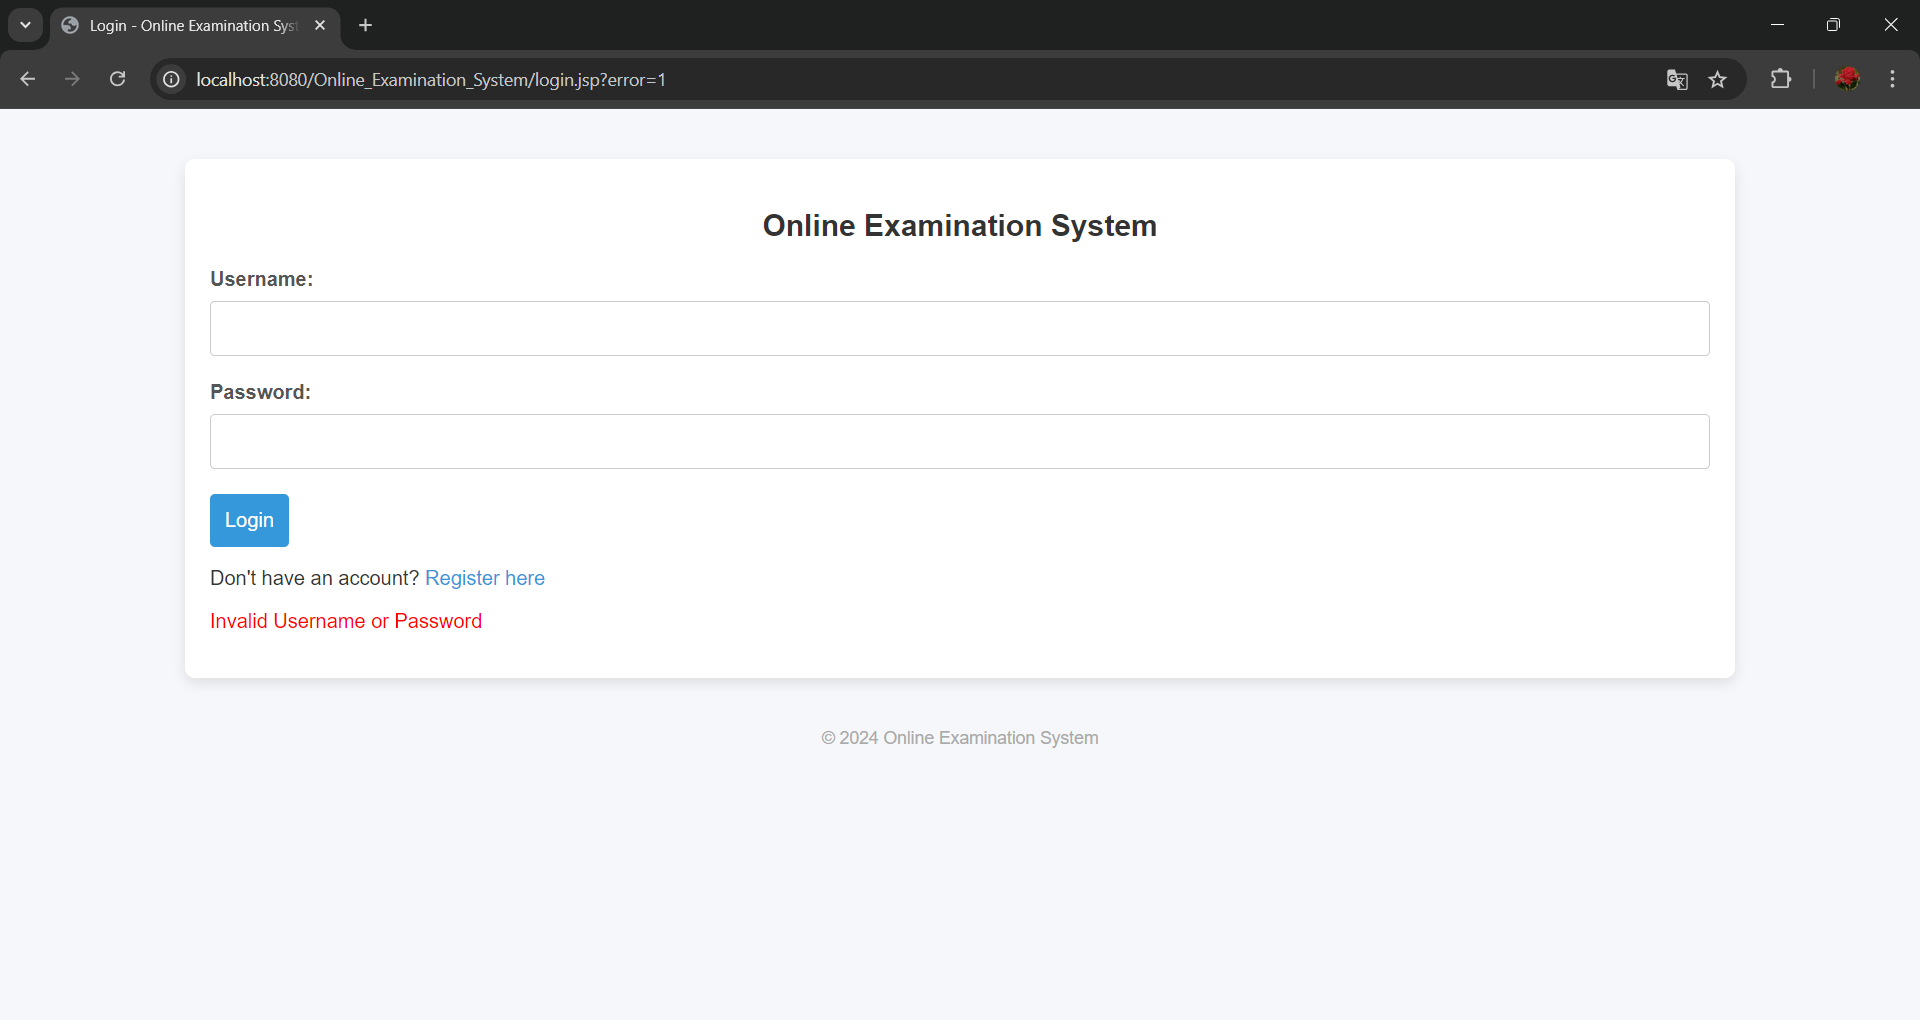 Login - Online Examination Syst
localhost:8080/Online_Examination_System/login.jsp?error=1
Online Examination System
Username:
Password:
Login
Don't have an account? Register here
Invalid Username or Password
© 2024 Online Examination System